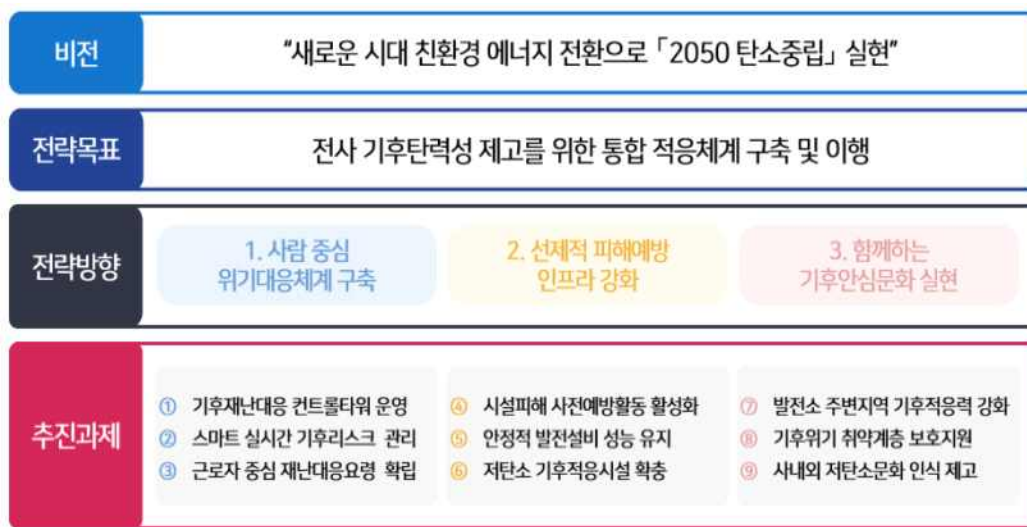 비전
“새로운 시대 친환경 에너지 전환으로 「2050 탄소중립」 실현”
전략목표
전사 기후탄력성 제고를 위한 통합 적응체계 구축 및 이행
전략방향
1. 사람 중심
위기대응체계 구축
2. 선제적 피해예방
인프라 강화
3. 함께하는
기후안심문화 실현
추진과제
① 기후재난대응 컨트롤타워 운영
② 스마트 실시간 기후리스크 관리
③ 근로자 중심 재난대응요령 확립
④ 시설피해 사전예방활동 활성화
⑤ 안정적 발전설비 성능 유지
⑥ 저탄소 기후적응시설 확충
⑦ 발전소 주변지역 기후적응력 강화
⑧ 기후위기 취약계층 보호지원
⑨ 사내외 저탄소문화 인식 제고